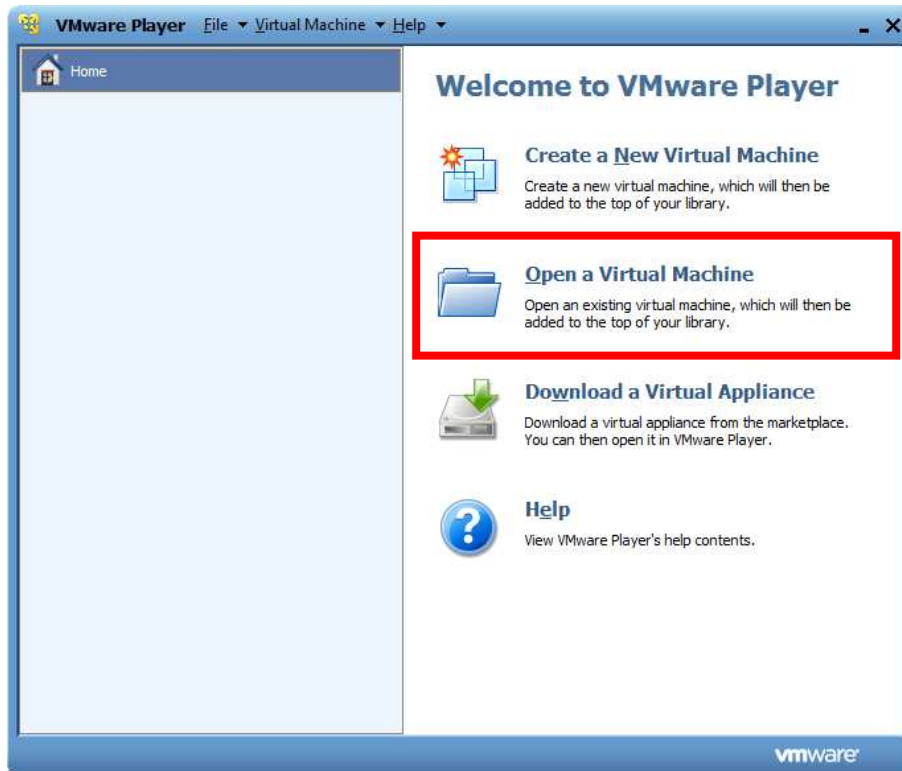 VMware Player File Virtual Machine Help
Home
Welcome to VMware Player
Create a New Virtual Machine
Create a new virtual machine, which will then be
added to the top of your library.
Open a Virtual Machine
Open an existing virtual machine, which will then be
added to the top of your library.
Download a Virtual Appliance
Download a virtual appliance from the marketplace.
You can then open it in VMware Player.
Help
View VMware Player's help contents.
vmware